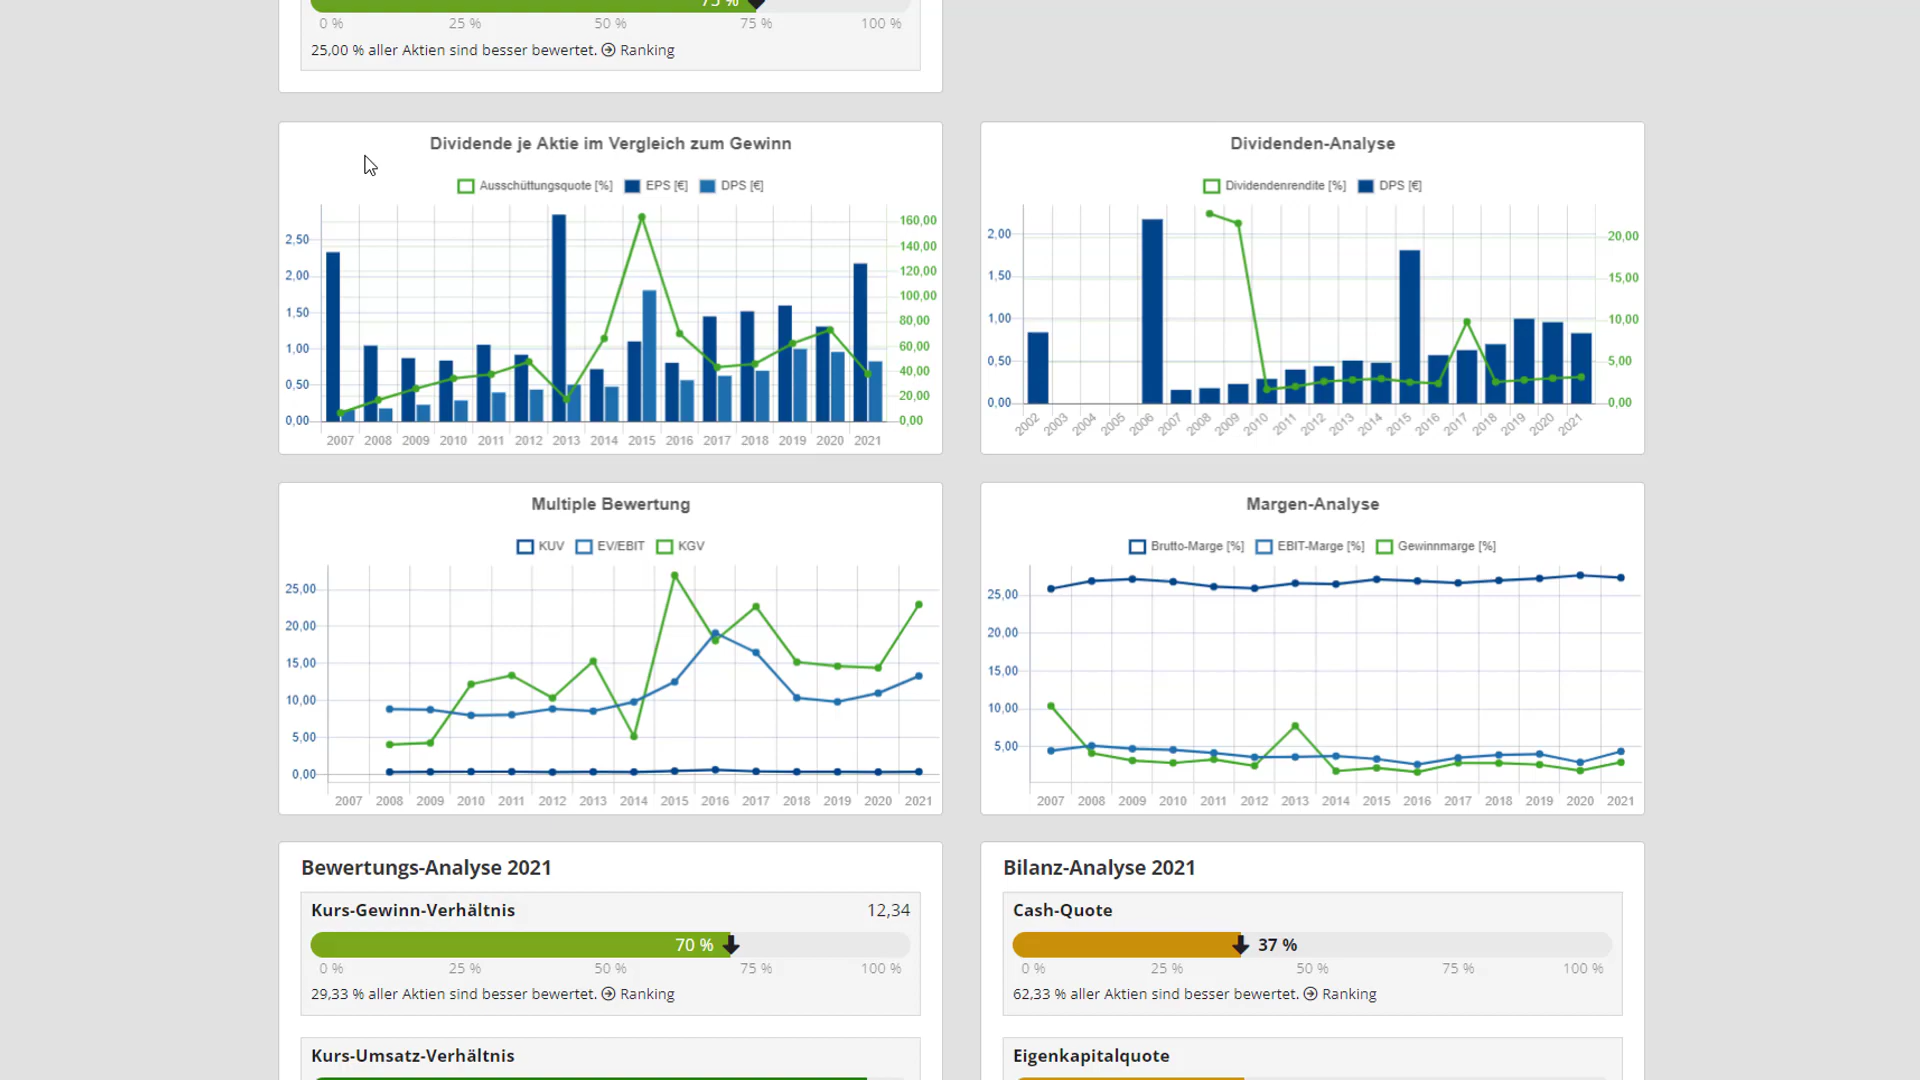 75 %
0 % 25 % 50 % 75 % 100 %
25,00 % aller Aktien sind besser bewertet. Ranking
Dividende je Aktie im Vergleich zum Gewinn
Ausschüttungsquote [%] EPS [€] DPS [€]
2,50
2,00
1,50
1,00
0,50
0,00
160,00
140,00
120,00
100,00
80,00
60,00
40,00
20,00
0,00
2007 2008 2009 2010 2011 2012 2013 2014 2015 2016 2017 2018 2019 2020 2021
Dividenden-Analyse
Dividendenrendite [%] DPS [€]
2,00
1,50
1,00
0,50
0,00
20,00
15,00
10,00
5,00
0,00
2002 2003 2004 2005 2006 2007 2008 2009 2010 2011 2012 2013 2014 2015 2016 2017 2018 2019 2020 2021
Multiple Bewertung
KUV EV/EBIT KGV
25,00
20,00
15,00
10,00
5,00
0,00
2007 2008 2009 2010 2011 2012 2013 2014 2015 2016 2017 2018 2019 2020 2021
Margen-Analyse
Brutto-Marge [%] EBIT-Marge [%] Gewinnmarge [%]
25,00
20,00
15,00
10,00
5,00
2007 2008 2009 2010 2011 2012 2013 2014 2015 2016 2017 2018 2019 2020 2021
Bewertungs-Analyse 2021
Kurs-Gewinn-Verhältnis 12,34
70 %
0 % 25 % 50 % 75 % 100 %
29,33 % aller Aktien sind besser bewertet. Ranking
Kurs-Umsatz-Verhältnis
Bilanz-Analyse 2021
Cash-Quote
37 %
0 % 25 % 50 % 75 % 100 %
62,33 % aller Aktien sind besser bewertet. Ranking
Eigenkapitalquote